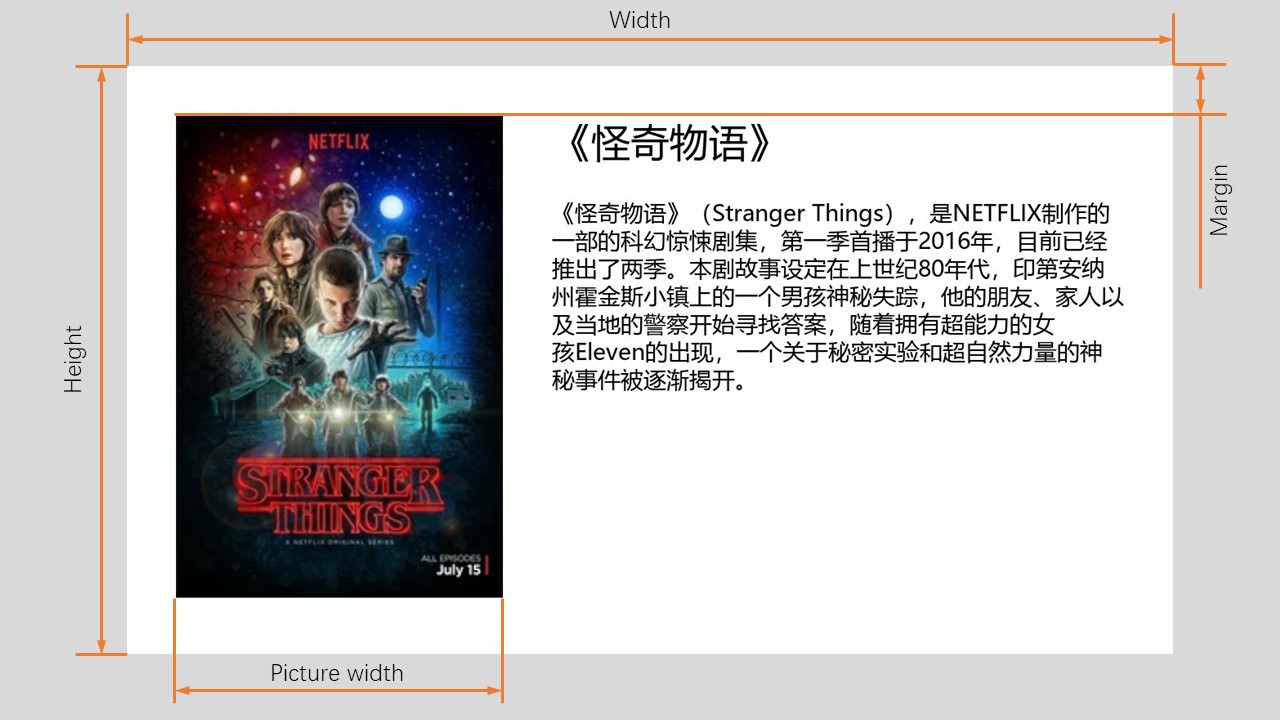 Width
《怪奇物语》
《怪奇物语》（Stranger Things），是NETFLIX制作的
一部的科幻惊悚剧集，第一季首播于2016年，目前已经
推出了两季。本剧故事设定在上世纪80年代，印第安纳
州霍金斯小镇上的一个男孩神秘失踪，他的朋友、家人以
及当地的警察开始寻找答案，随着拥有超能力的女
孩Eleven的出现，一个关于秘密实验和超自然力量的神
秘事件被逐渐揭开。
Height
Margin
Picture width
NETFLIX
STRANGER
THINGS
A NETFLIX ORIGINAL SERIES
ALL EPISODES
July 15